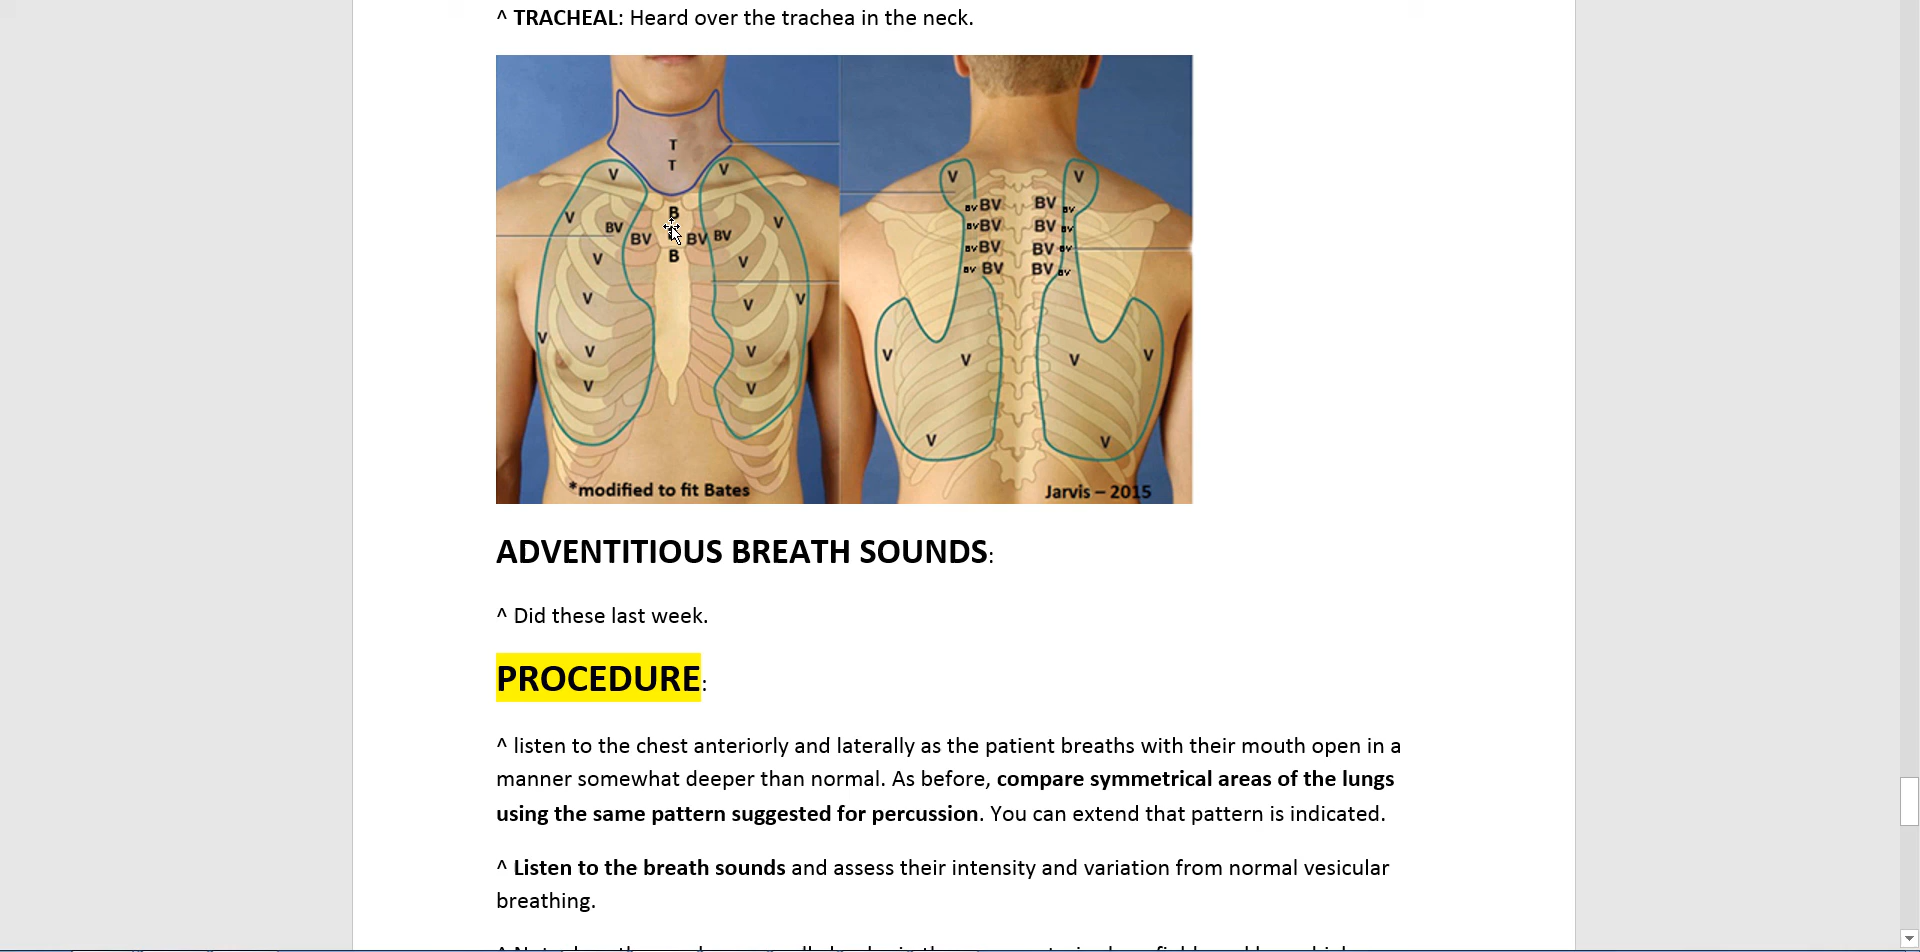 ^ TRACHEAL: Heard over the trachea in the neck.
T
T
V V
V V
B
BV BV BV BV
B
V V
V V V
V
V V
V V
*modified to fit Bates
V V
BV BV BV BV
BV BV BV BV
BV BV BV BV
BV BV BV BV
V V V V
V V
Jarvis – 2015
ADVENTITIOUS BREATH SOUNDS:
^ Did these last week.
PROCEDURE:
^ listen to the chest anteriorly and laterally as the patient breaths with their mouth open in a
manner somewhat deeper than normal. As before, compare symmetrical areas of the lungs
using the same pattern suggested for percussion. You can extend that pattern is indicated.
^ Listen to the breath sounds and assess their intensity and variation from normal vesicular
breathing.